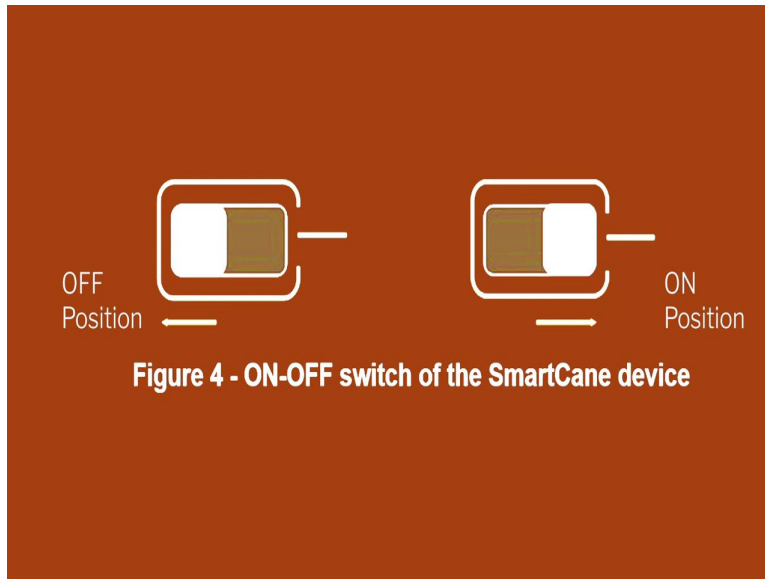 OFF
Position
ON
Position
Figure 4 - ON-OFF switch of the SmartCane device